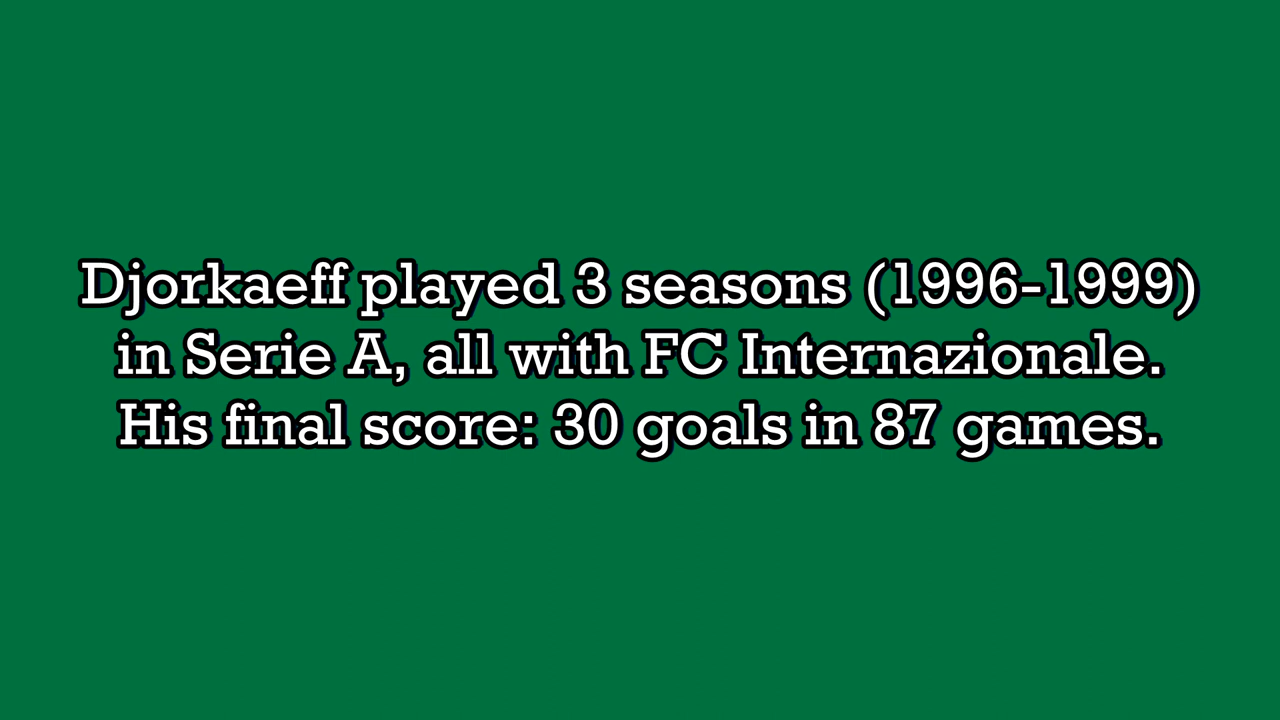 Djorkaeff played 3 seasons (1996-1999)
in Serie A, all with FC Internazionale.
His final score: 30 goals in 87 games.